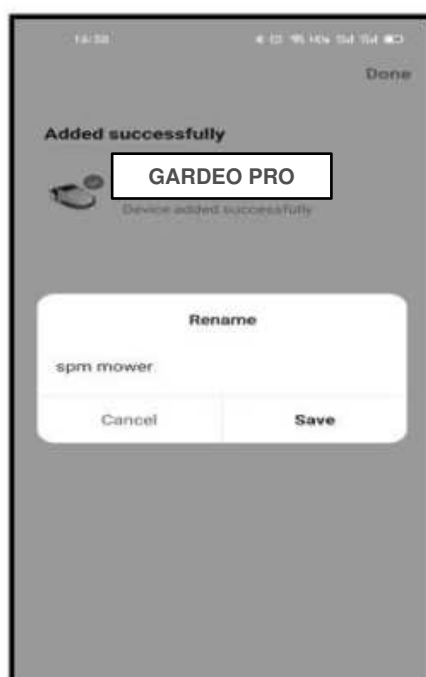 Done
Added successfully
GARDEO PRO
Device added successfully
Rename
spm mower
Cancel
Save